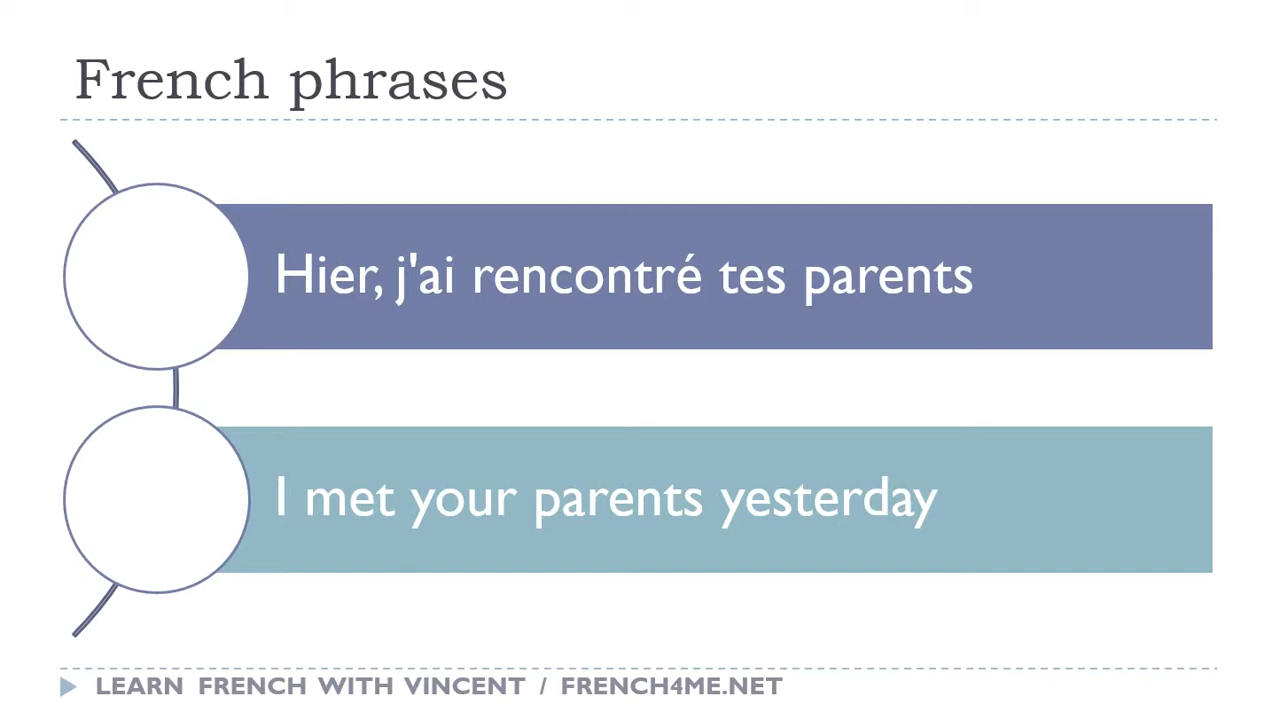 French phrases
Hier, j'ai rencontré tes parents
I met your parents yesterday
LEARN FRENCH WITH VINCENT / FRENCH4ME.NET